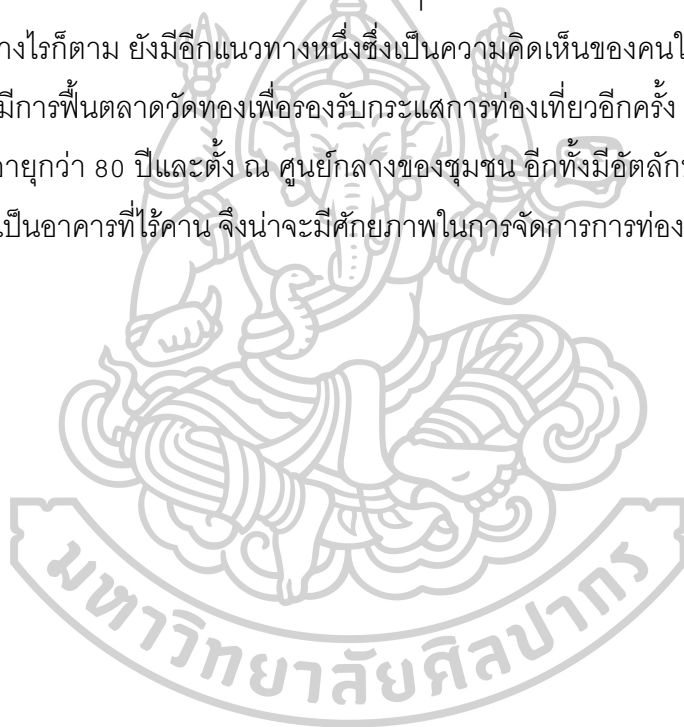 างไรก็ตาม ยังมีอีกแนวทางหนึ่งซึ่งเป็นความคิดเห็นของคนใ
มีการฟื้นตลาดวัดทองเพื่อรองรับกระแสการท่องเที่ยวอีกครั้ง
อายุกว่า 80 ปีและตั้ง ณ ศูนย์กลางของชุมชน อีกทั้งมีอัตลักษ
เป็นอาคารที่ไร้คาน จึงน่าจะมีศักยภาพในการจัดการการท่อง
มหาวิทยาลัยศิลปากร